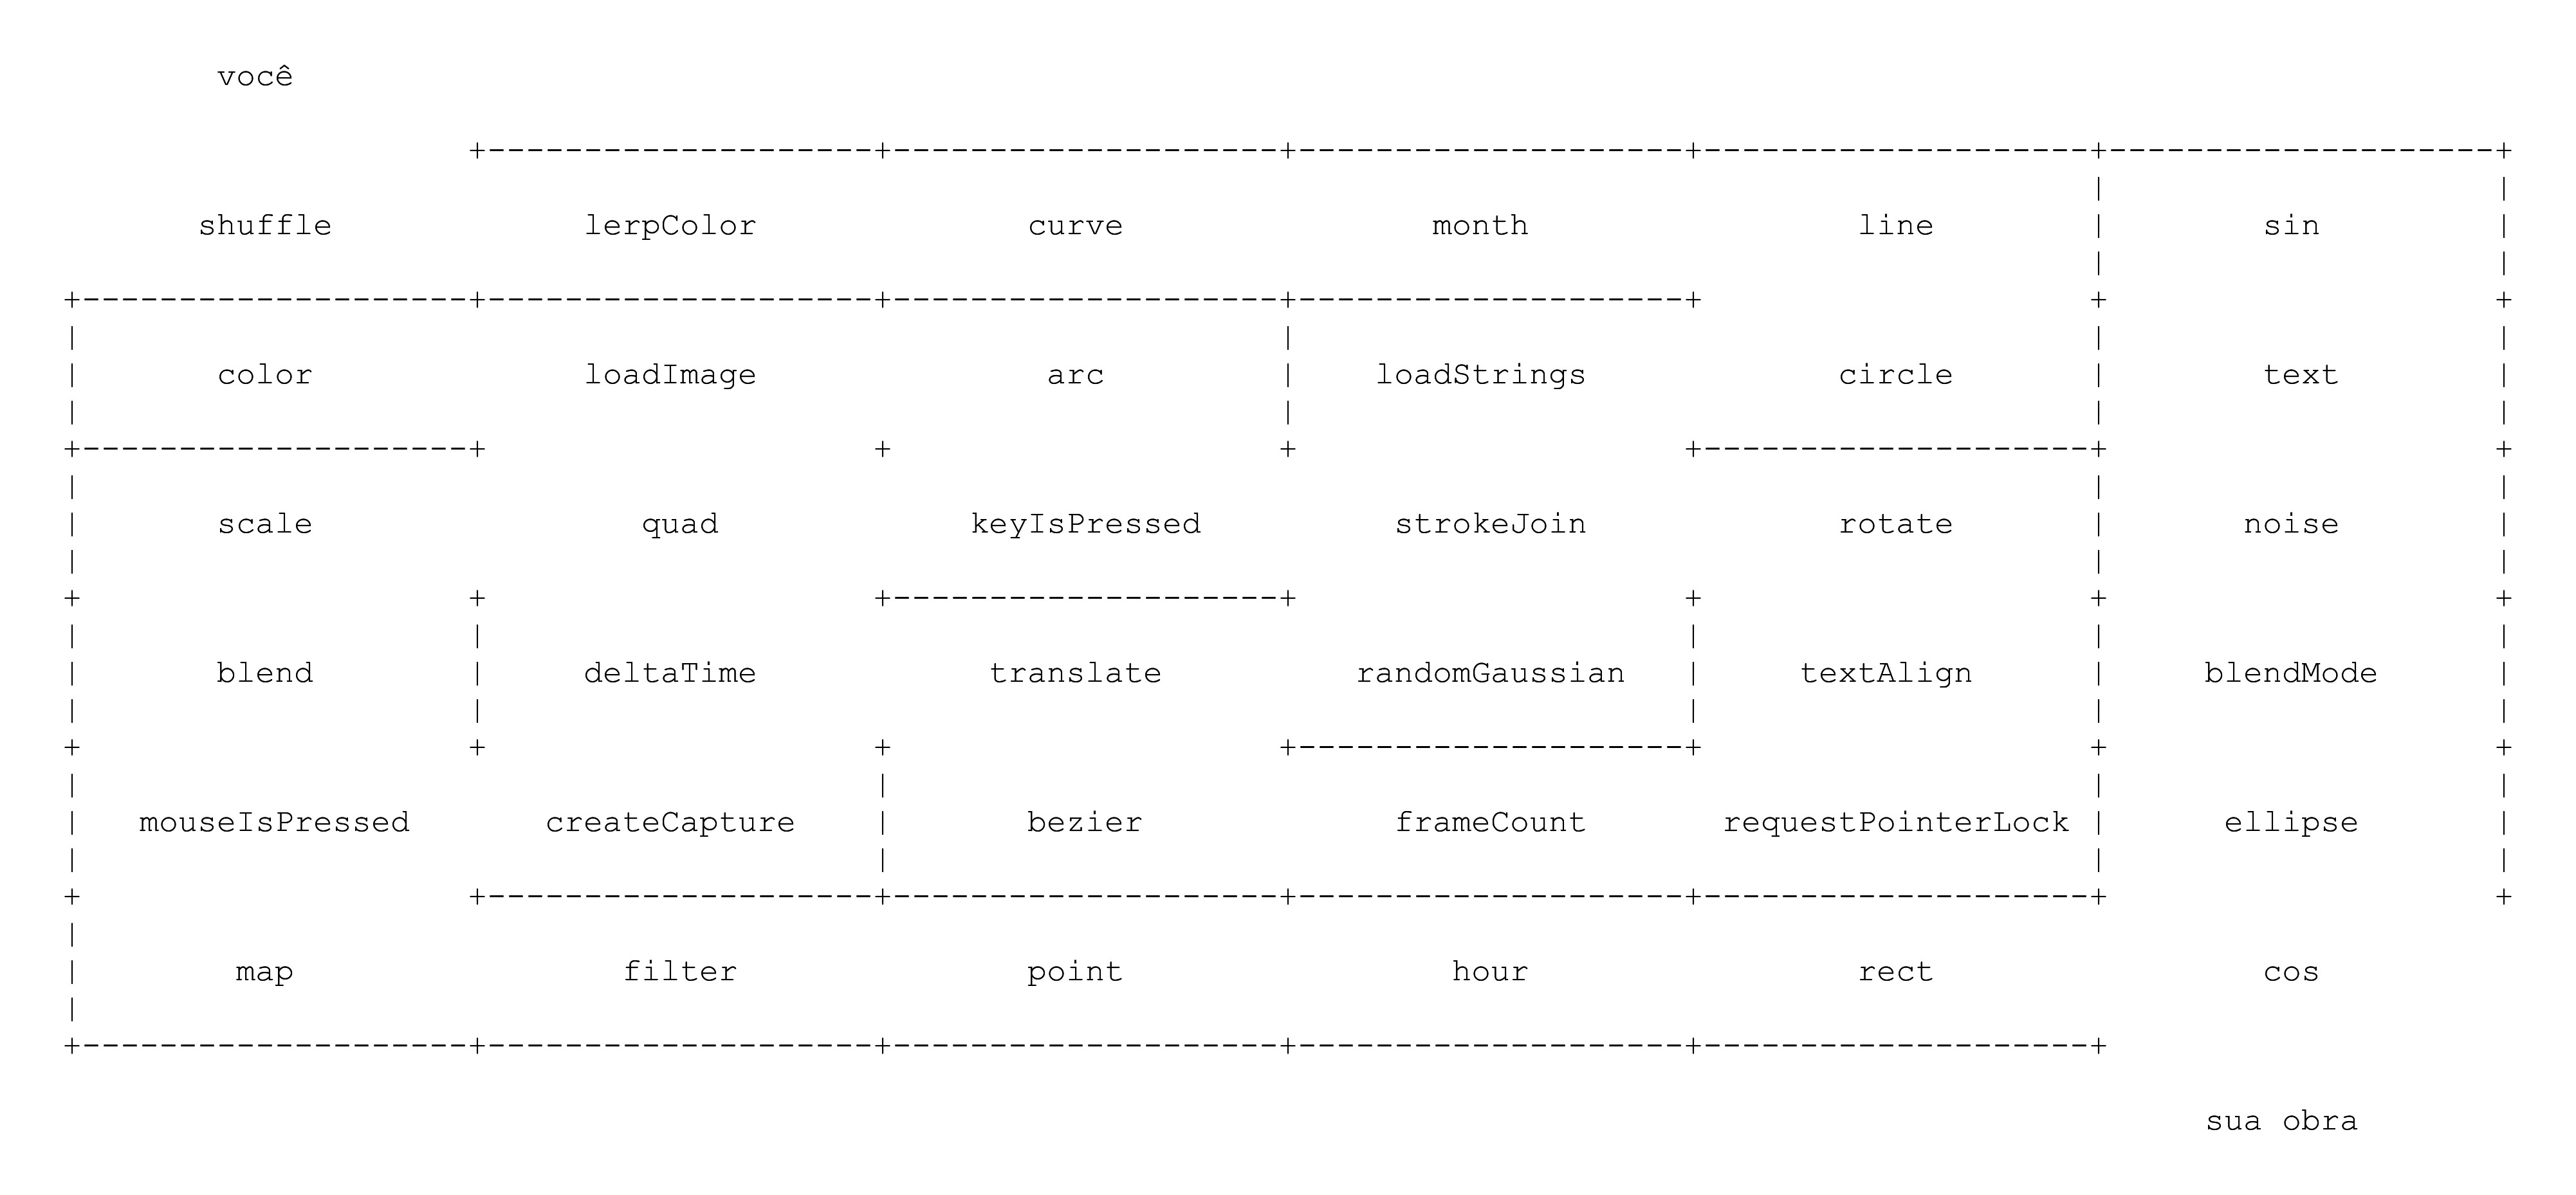 você
shuffle lerpColor curve month line sin
color loadImage arc loadStrings circle text
scale quad keyIsPressed strokeJoin rotate noise
blend deltaTime translate randomGaussian textAlign blendMode
mouseIsPressed createCapture bezier frameCount requestPointerLock ellipse
map filter point hour rect cos
sua obra